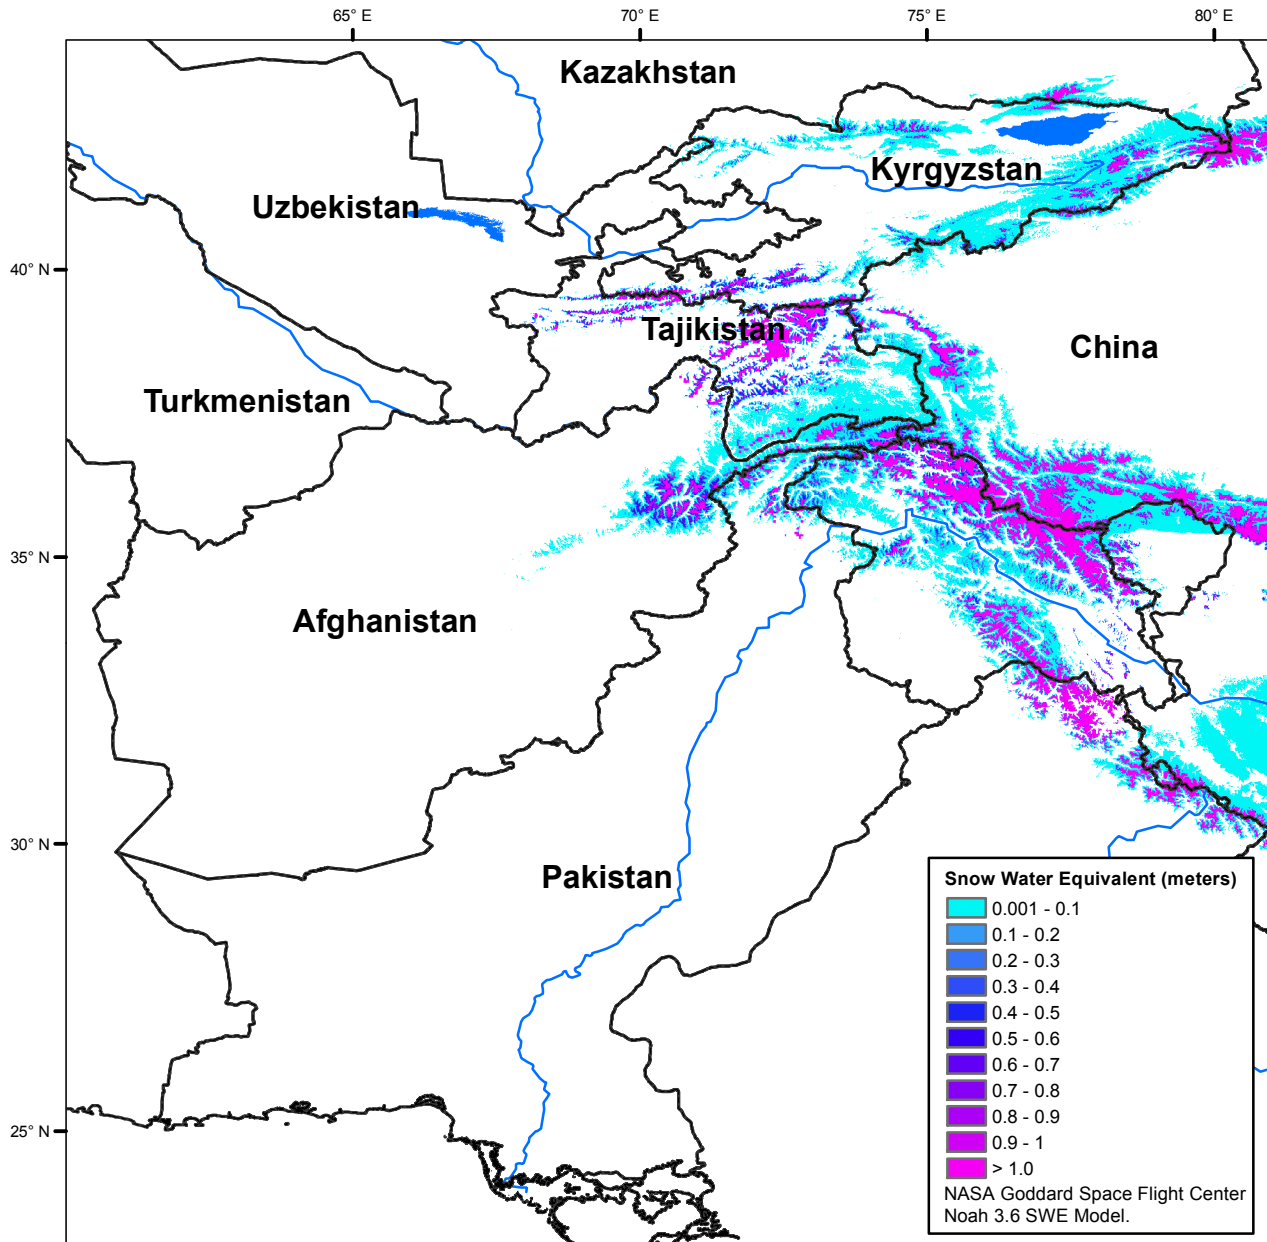 65° E
70° E
75° E
80° E
Kazakhstan
Kyrgyzstan
Uzbekistan
40° N
Tajikistan
China
Turkmenistan
35° N
Afghanistan
30° N
Pakistan
25° N
Snow Water Equivalent (meters)
0.001 - 0.1
0.1 - 0.2
0.2 - 0.3
0.3 - 0.4
0.4 - 0.5
0.5 - 0.6
0.6 - 0.7
0.7 - 0.8
0.8 - 0.9
0.9 - 1
> 1.0
NASA Goddard Space Flight Center
Noah 3.6 SWE Model.